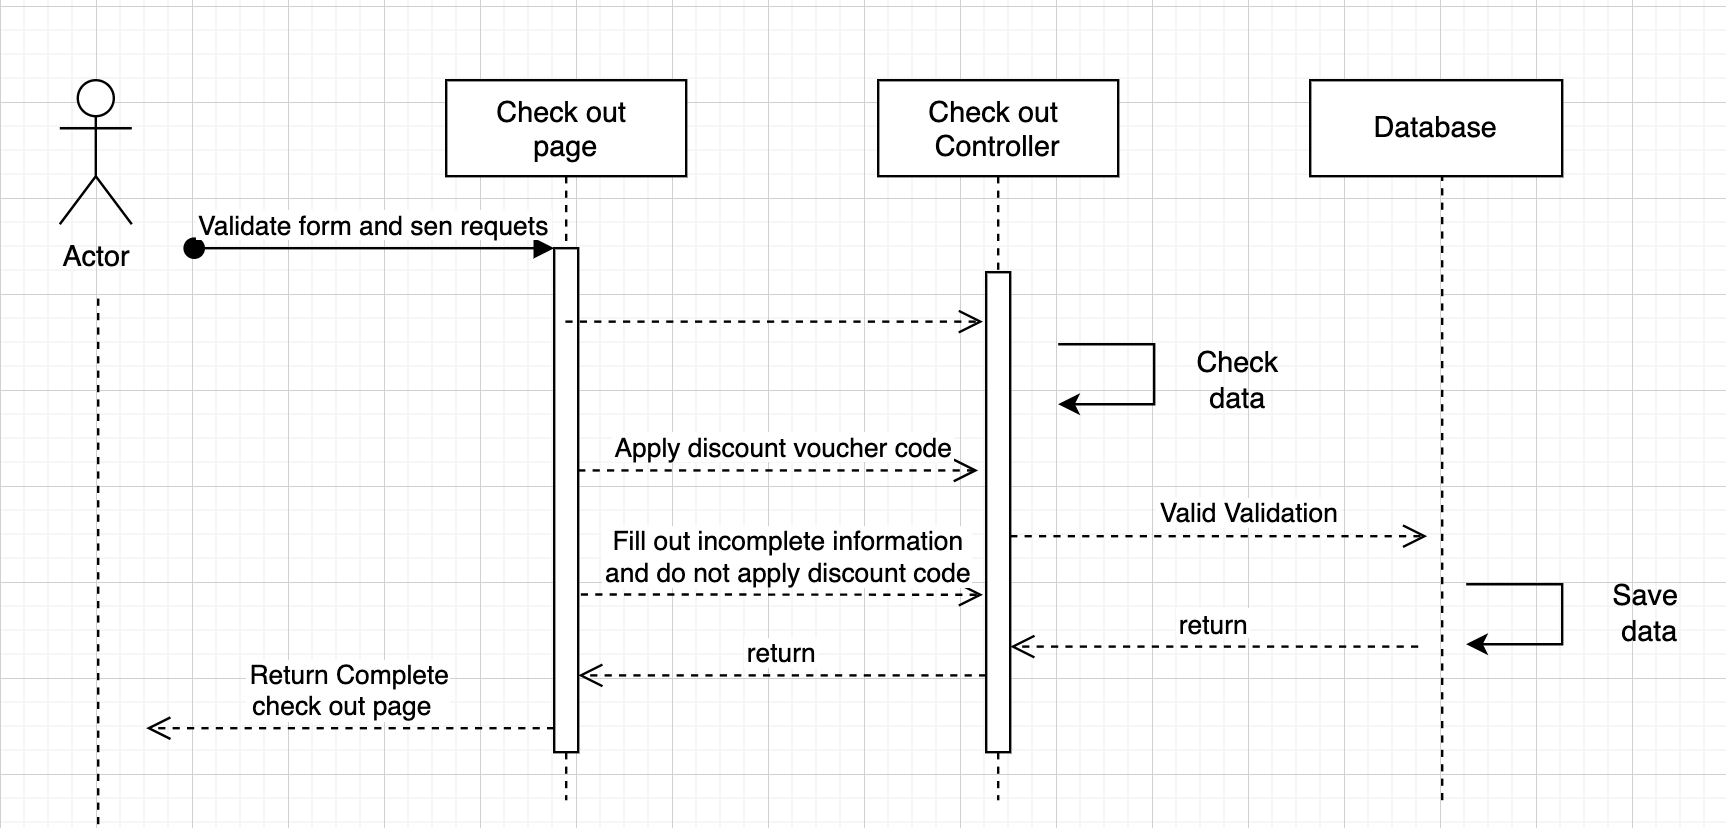 Check out
page
Check out
Controller
Database
Actor
Validate form and sen requets
Check
data
Apply discount voucher code
Valid Validation
Fill out incomplete information
and do not apply discount code
Save
data
return
return
Return Complete
check out page